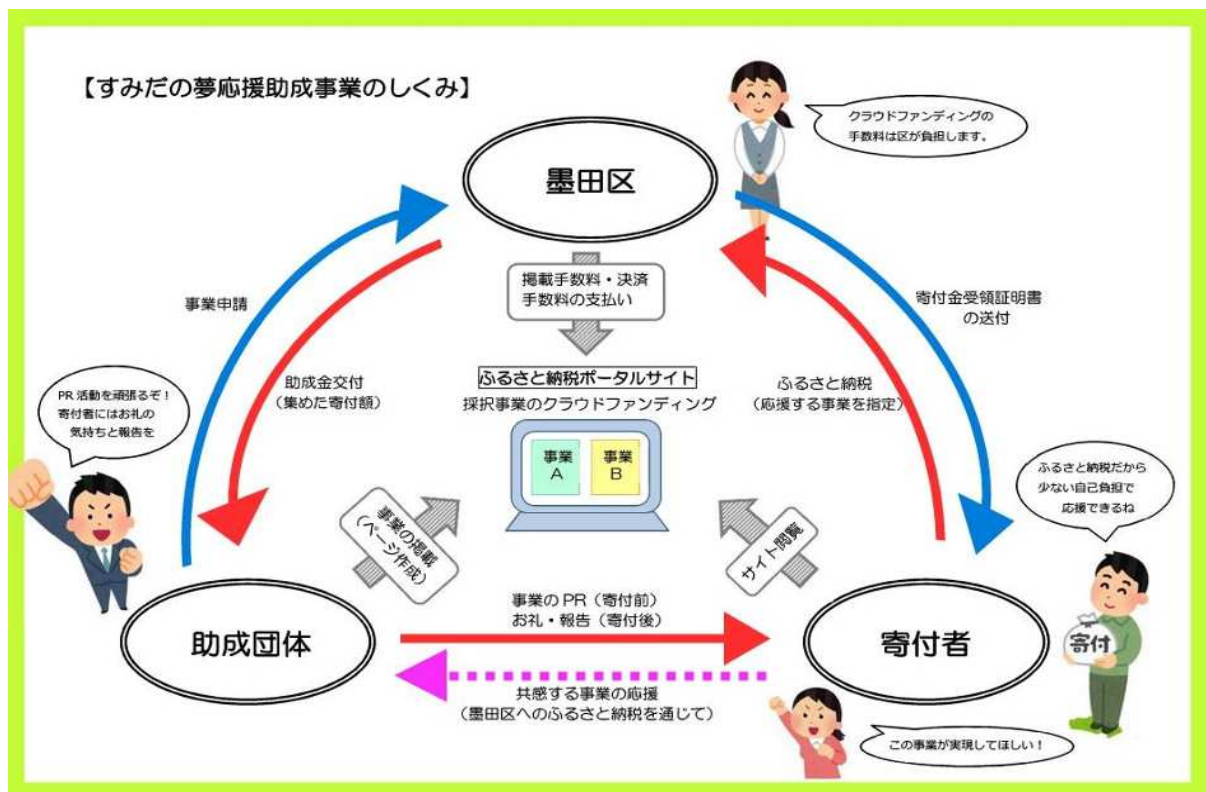 【すみだの夢応援助成事業のしくみ】
クラウドファンディングの
手数料は区が負担します。
墨田区
掲載手数料・決済
手数料の支払い
事業申請
寄付金受領証明書
の送付
助成金交付
(集めた寄付額)
ふるさと納税ポータルサイト
採択事業のクラウドファンディング
ふるさと納税
(応援する事業を指定)
PR活動を頑張るぞ！
寄付者にはお礼の
気持ちと報告を
事業
A
事業
B
ふるさと納税だから
少ない自己負担で
応援できるね
事業の掲載
(ページ作成)
サイト閲覧
事業のPR(寄付前)
お礼・報告(寄付後)
助成団体
寄付者
寄付
共感する事業の応援
(墨田区へのふるさと納税を通じて)
この事業が実現してほしい！